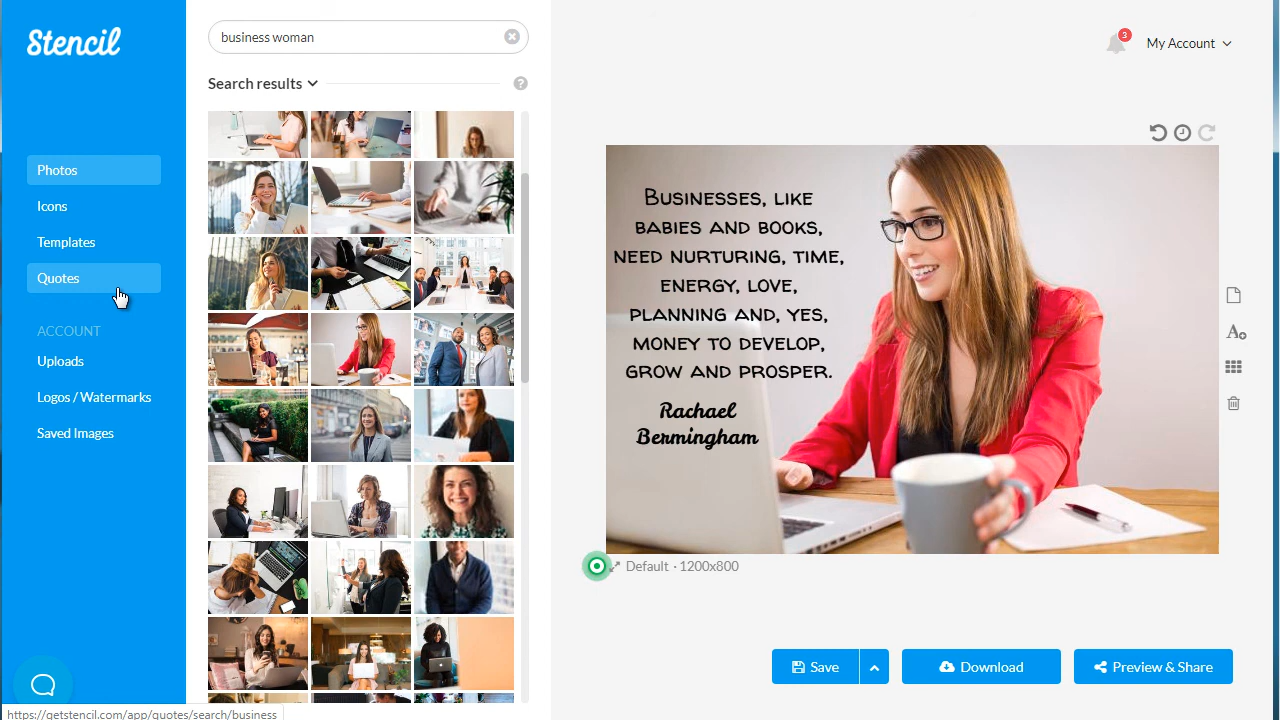 Stencil
business woman
3
My Account
Search results
?
Photos
Icons
Templates
Quotes
ACCOUNT
Uploads
Logos / Watermarks
Saved Images
Businesses, like
babies and books,
need nurturing, time,
energy, love,
planning and, yes,
money to develop,
grow and prosper.
Rachael
Bermingham
Default · 1200x800
Save
Download
Preview & Share
https://getstencil.com/app/quotes/search/business